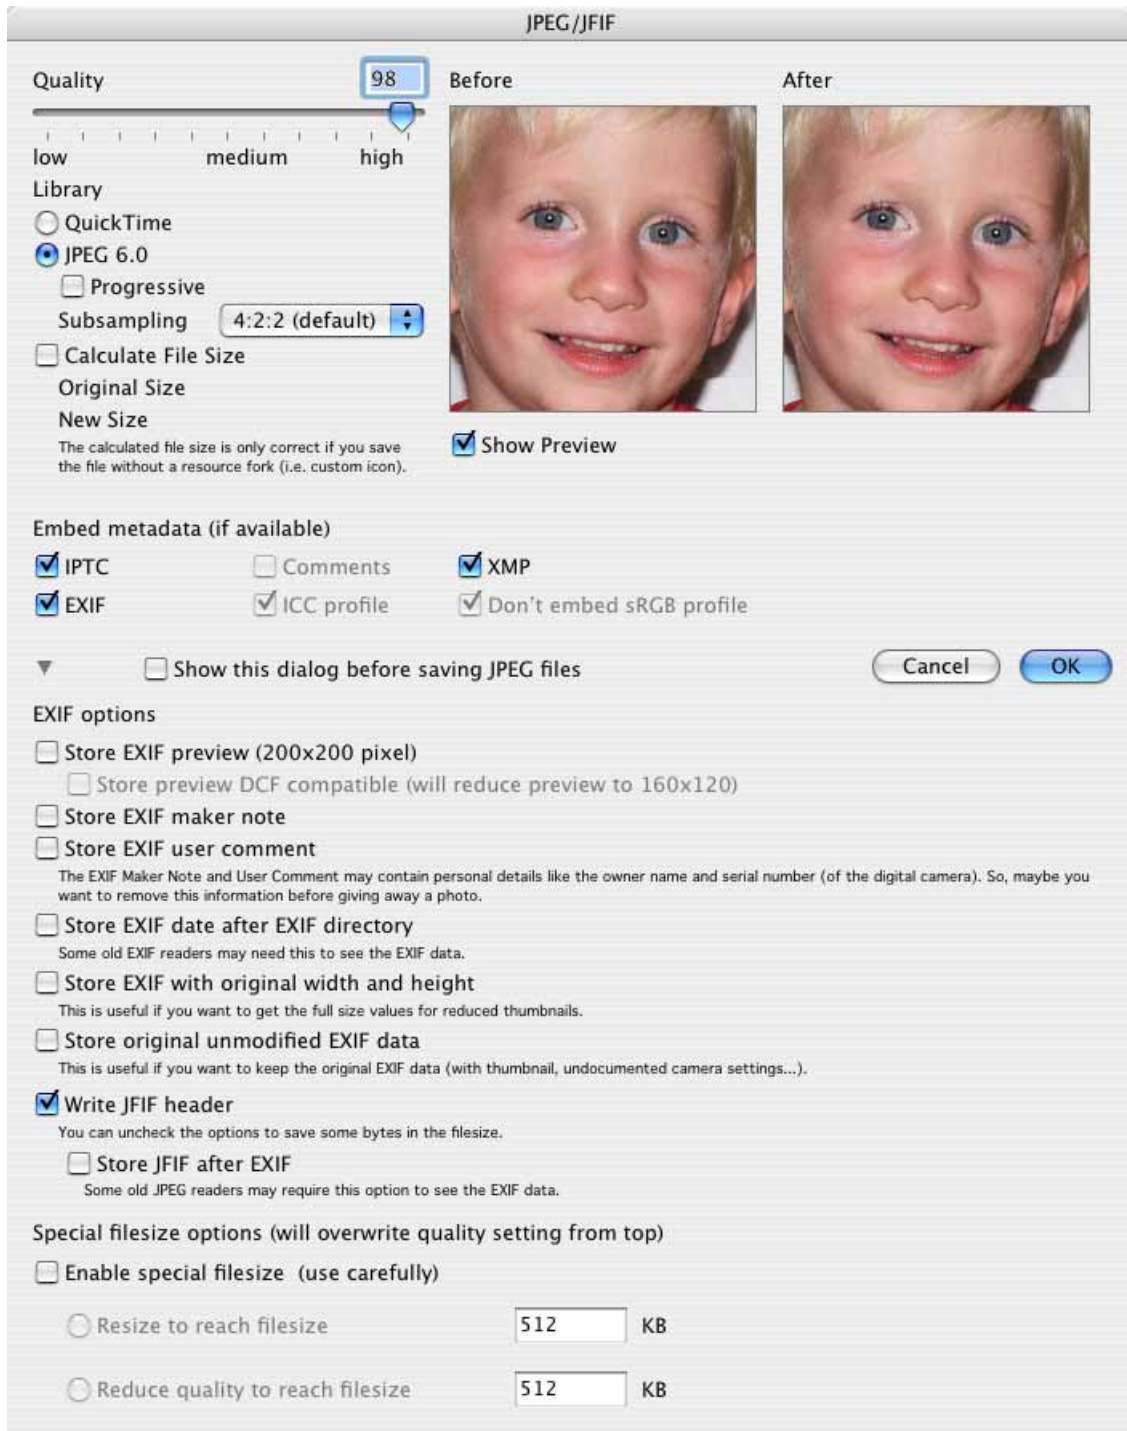 JPEG/JFIF
Quality 98
low medium high
Library
QuickTime
JPEG 6.0
Progressive
Subsampling 4:2:2 (default)
Calculate File Size
Original Size
New Size
The calculated file size is only correct if you save
the file without a resource fork (i.e. custom icon).
Before After
Show Preview
Embed metadata (if available)
IPTC Comments XMP
EXIF ICC profile Don't embed sRGB profile
Show this dialog before saving JPEG files Cancel OK
EXIF options
Store EXIF preview (200x200 pixel)
Store preview DCF compatible (will reduce preview to 160x120)
Store EXIF maker note
Store EXIF user comment
The EXIF Maker Note and User Comment may contain personal details like the owner name and serial number (of the digital camera). So, maybe you
want to remove this information before giving away a photo.
Store EXIF date after EXIF directory
Some old EXIF readers may need this to see the EXIF data.
Store EXIF with original width and height
This is useful if you want to get the full size values for reduced thumbnails.
Store original unmodified EXIF data
This is useful if you want to keep the original EXIF data (with thumbnail, undocumented camera settings...).
Write JFIF header
You can uncheck the options to save some bytes in the filesize.
Store JFIF after EXIF
Some old JPEG readers may require this option to see the EXIF data.
Special filesize options (will overwrite quality setting from top)
Enable special filesize (use carefully)
Resize to reach filesize 512 KB
Reduce quality to reach filesize 512 KB